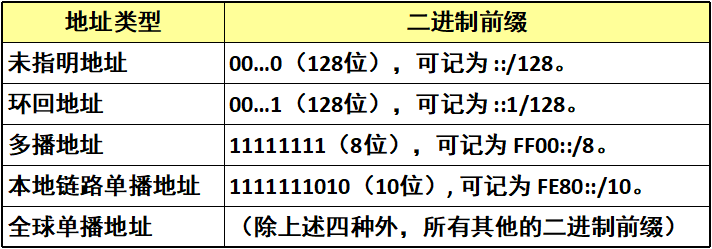 地址类型 二进制前缀
未指明地址 00…0（128位），可记为 ::/128。
环回地址 00…1（128位），可记为 ::1/128。
多播地址 11111111（8位），可记为 FF00::/8。
本地链路单播地址 1111111010（10位）, 可记为 FE80::/10。
全球单播地址 （除上述四种外，所有其他的二进制前缀）